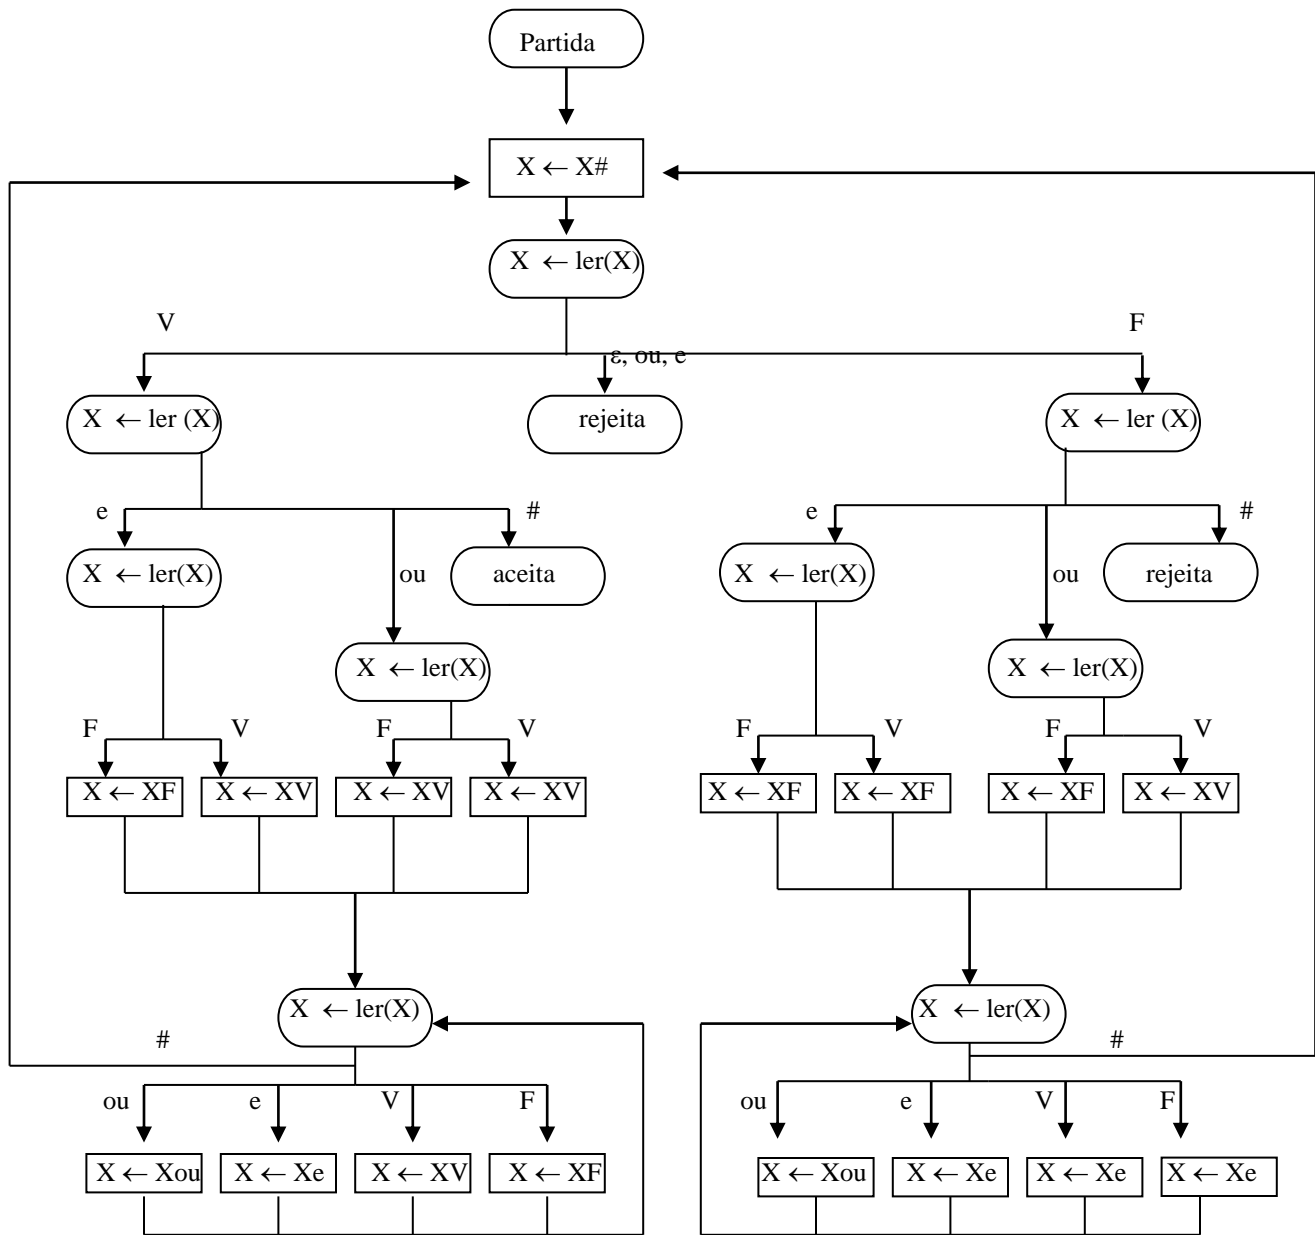 Partida
X ← X#
X ← ler(X)
V
ε, ou, e
F
X ← ler (X)
rejeita
X ← ler (X)
e
#
e
#
X ← ler(X)
ou
aceita
X ← ler(X)
ou
rejeita
X ← ler(X)
X ← ler(X)
F
V
F
V
F
V
F
V
X ← XF
X ← XV
X ← XV
X ← XV
X ← XF
X ← XF
X ← XF
X ← XV
X ← ler(X)
X ← ler(X)
#
#
ou
e
V
F
ou
e
V
F
X ← Xou
X ← Xe
X ← XV
X ← XF
X ← Xou
X ← Xe
X ← Xe
X ← Xe